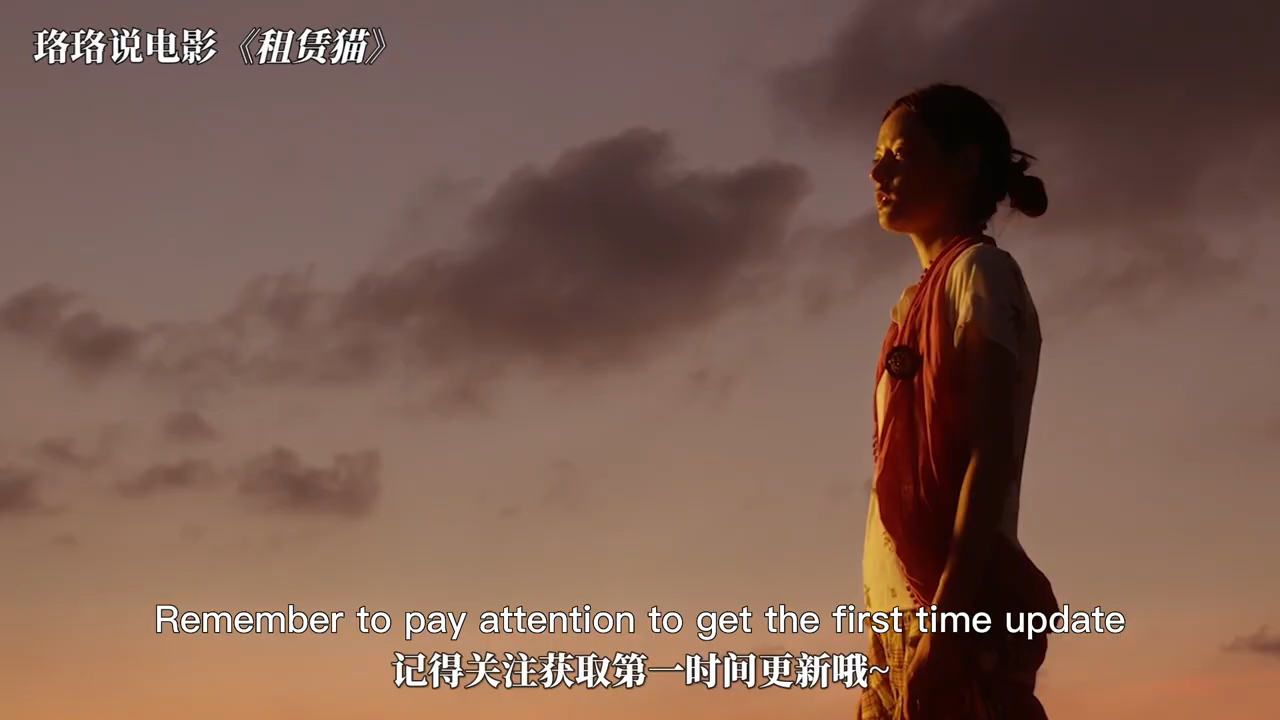 珞珞说电影《租赁猫》
Remember to pay attention to get the first time update
记得关注获取第一时间更新哦~